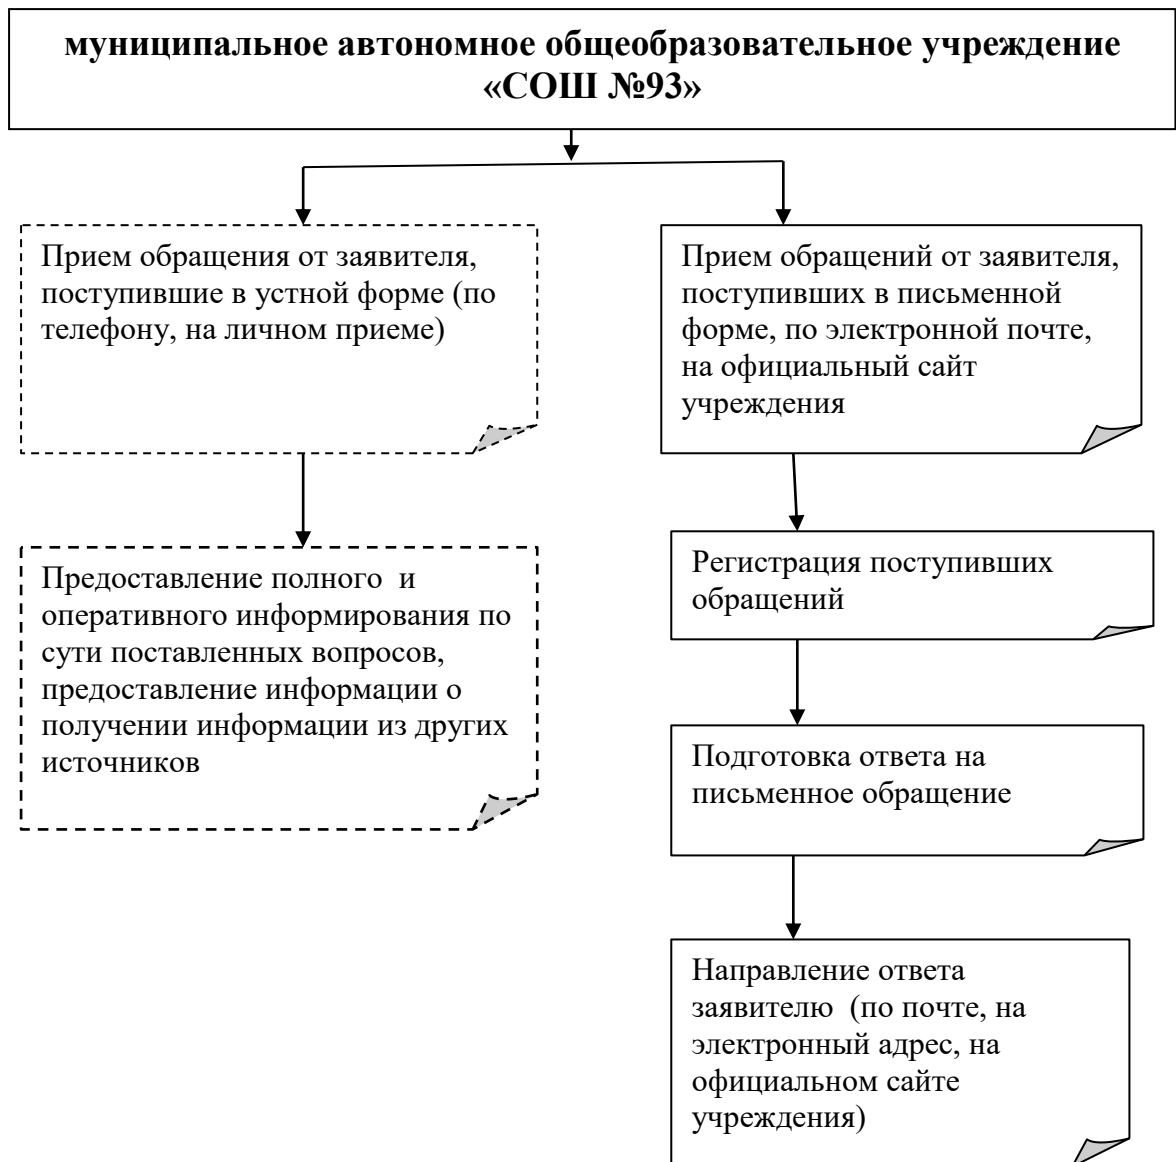 муниципальное автономное общеобразовательное учреждение
«СОШ №93»
Прием обращения от заявителя,
поступившие в устной форме (по
телефону, на личном приеме)
Предоставление полного и
оперативного информирования по
сути поставленных вопросов,
предоставление информации о
получении информации из других
источников
Прием обращений от заявителя,
поступивших в письменной
форме, по электронной почте,
на официальный сайт
учреждения
Регистрация поступивших
обращений
Подготовка ответа на
письменное обращение
Направление ответа
заявителю (по почте, на
электронный адрес, на
официальном сайте
учреждения)